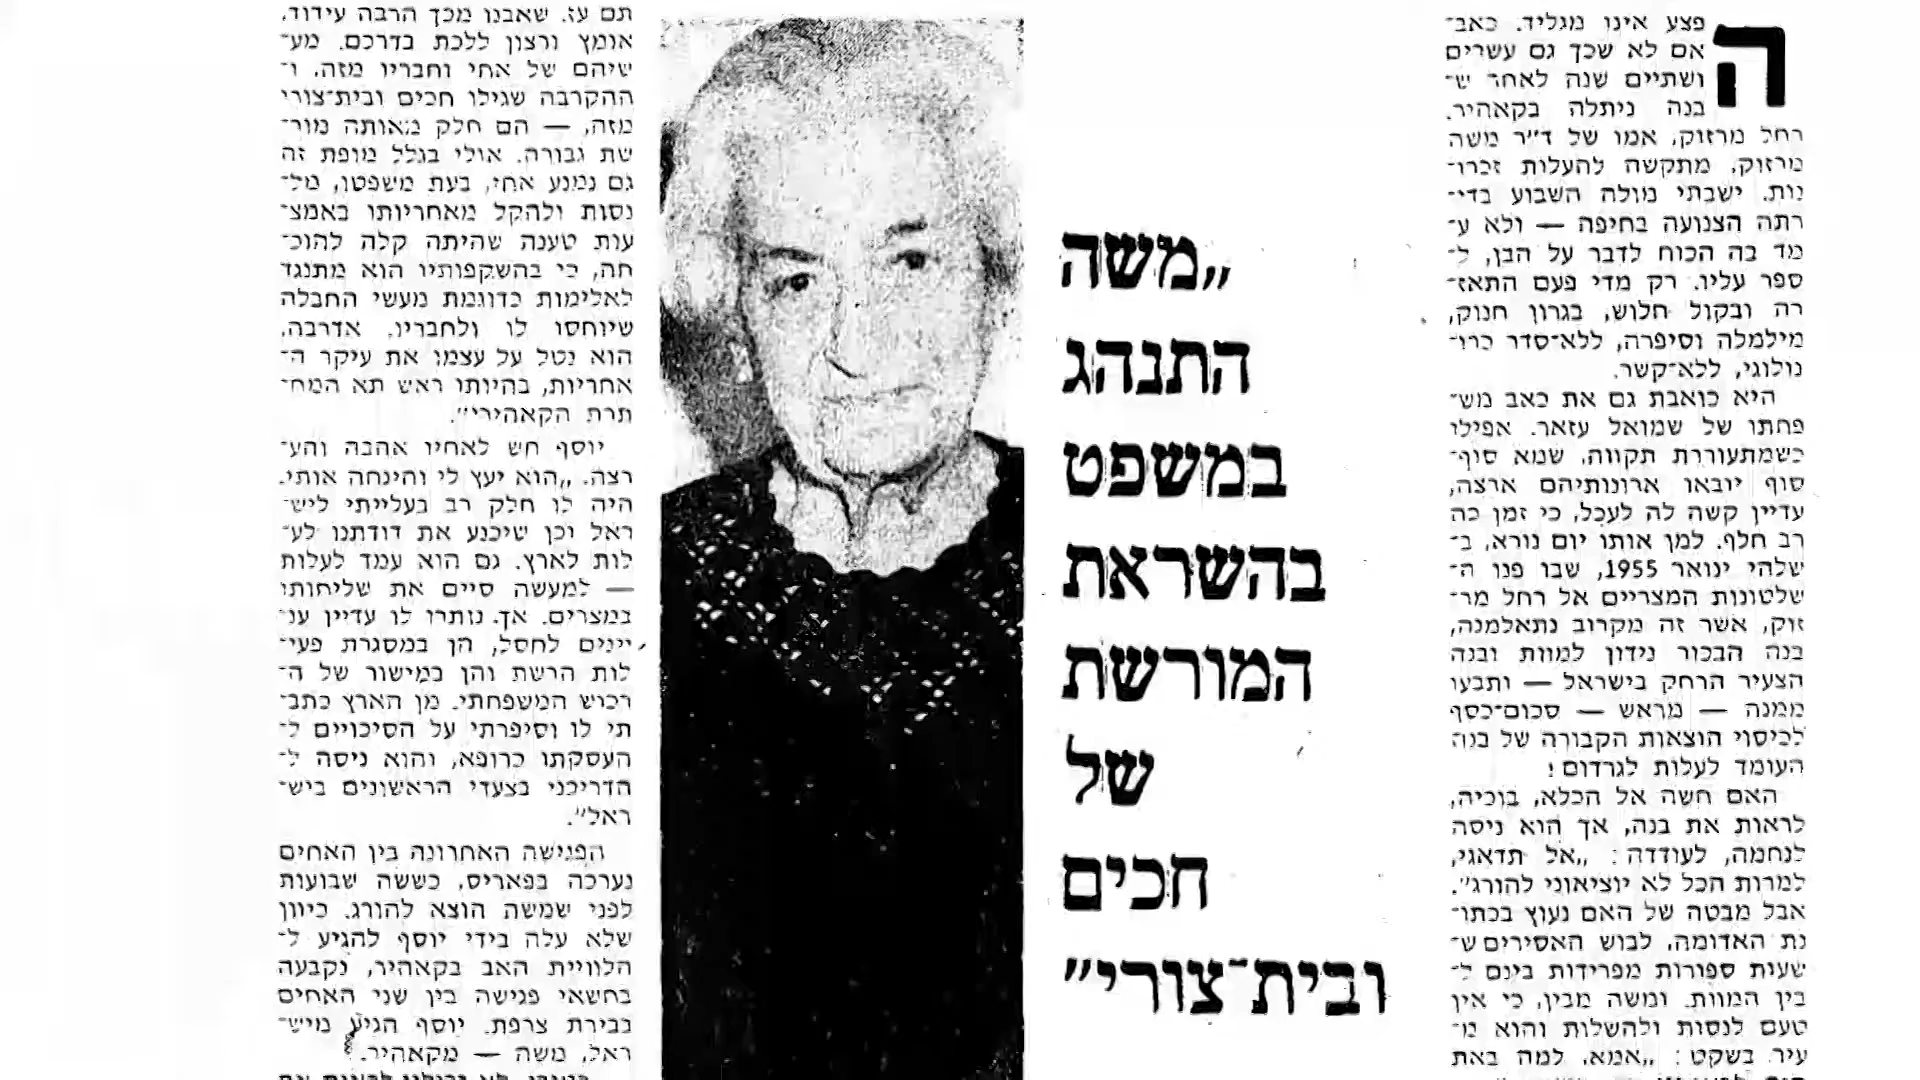 ה
פצע אינו מגליד. כאב־
אם לא שכך גם עשרים
ושתיים שנה לאחר ש־
בנה ניתלה בקאהיר.
רחל מרזוק, אמו של ד״ר משה
מרזוק, מתקשה להעלות זכרו־
נות. ישבתי מולה השבוע בדי־
רתה הצנועה בחיפה — ולא ע־
מד בה הכוח לדבר על הבן, ל־
ספר עליו. רק מדי פעם התאז־
רה ובקול חלוש, בגרון חנוק,
מילמלה וסיפרה, ללא־סדר כרו־
נולוגי, ללא־קשר.
היא כואבת גם את כאב מש־
פחתו של שמואל עזאר. אפילו
כשמתעוררת תקווה, שמא סוף־
סוף יובאו ארונותיהם ארצה,
עדיין קשה לה לעכל, כי זמן כה
רב חלף. למן אותו יום נורא, ב־
שלהי ינואר 1955, שבו פנו ה־
שלטונות המצריים אל רחל מר־
זוק, אשר זה מקרוב נתאלמנה,
בנה הבכור נידון למוות ובנה
הצעיר הרחק בישראל — ותבעו
ממנה — מראש — סכום־כסף
לכיסוי הוצאות הקבורה של בנה
העומד לעלות לגרדום!
האם חשה אל הכלא, בוכיה,
לראות את בנה, אך הוא ניסה
לנחמה, לעודדה: „אל תדאגי,
למרות הכל לא יוציאוני להורג״.
אבל מבטה של האם נעוץ בכתו־
נת האדומה, לבוש האסירים ש־
שעות ספורות מפרידות בינם ל־
בין המוות. ומשה מבין, כי אין
טעם לנסות ולהשלות והוא מ־
עיר בשקט: „אמא, למה באת
„משה
התנהג
במשפט
בהשראת
המורשת
של
חכים
ובית־צורי״
תם עז. שאבנו מכך הרבה עידוד,
אומץ ורצון ללכת בדרכם. מע־
שיהם של אחי וחבריו מזה, ו־
ההקרבה שגילו חכים ובית־צורי
מזה, — הם חלק מאותה מור־
שת גבורה. אולי בגלל מופת זה
גם נמנע אחי, בעת משפטו, מל־
נסות ולהקל מאחריותו באמצ־
עות טענה שהיתה קלה להוכ־
חה, כי בהשקפותיו הוא מתנגד
לאלימות כדוגמת מעשי החבלה
שיוחסו לו ולחבריו. אדרבה,
הוא נטל על עצמו את עיקר ה־
אחריות, בהיותו ראש תא המח־
תרת הקאהירי״.
יוסף חש לאחיו אהבה והע־
רצה. „הוא יעץ לי והינחה אותי.
היה לו חלק רב בעלייתי ליש־
ראל וכן שיכנע את דודתנו לע־
לות לארץ. גם הוא עמד לעלות
— למעשה סיים את שליחותו
במצרים. אך נותרו לו עדיין ענ־
יינים לחסל, הן במסגרת פעי־
לות הרשת והן במישור של ה־
רכוש המשפחתי. מן הארץ כתב־
תי לו וסיפרתי על הסיכויים ל־
העסקתו כרופא, והוא ניסה ל־
הדריכני בצעדי הראשונים ביש־
ראל״.
הפגישה האחרונה בין האחים
נערכה בפאריס, כששה שבועות
לפני שמשה הוצא להורג. כיוון
שלא עלה בידי יוסף להגיע ל־
הלוויית האב בקאהיר, נקבעה
בחשאי פגישה בין שני האחים
בבירת צרפת. יוסף הגיע מיש־
ראל, משה — מקאהיר.